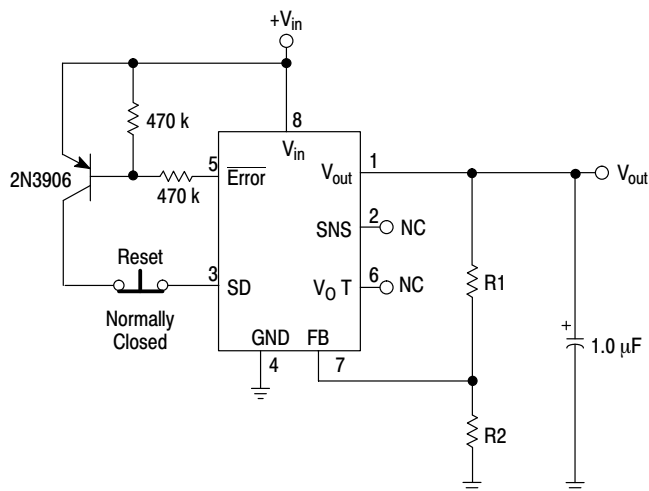 +Vin
470 k
8
Vin
1
Vout
Vout
5
Error
2N3906
470 k
SNS
2
NC
Reset
3
SD
6
VO T
NC
R1
Normally
Closed
GND
FB
4
7
+
1.0 µF
R2